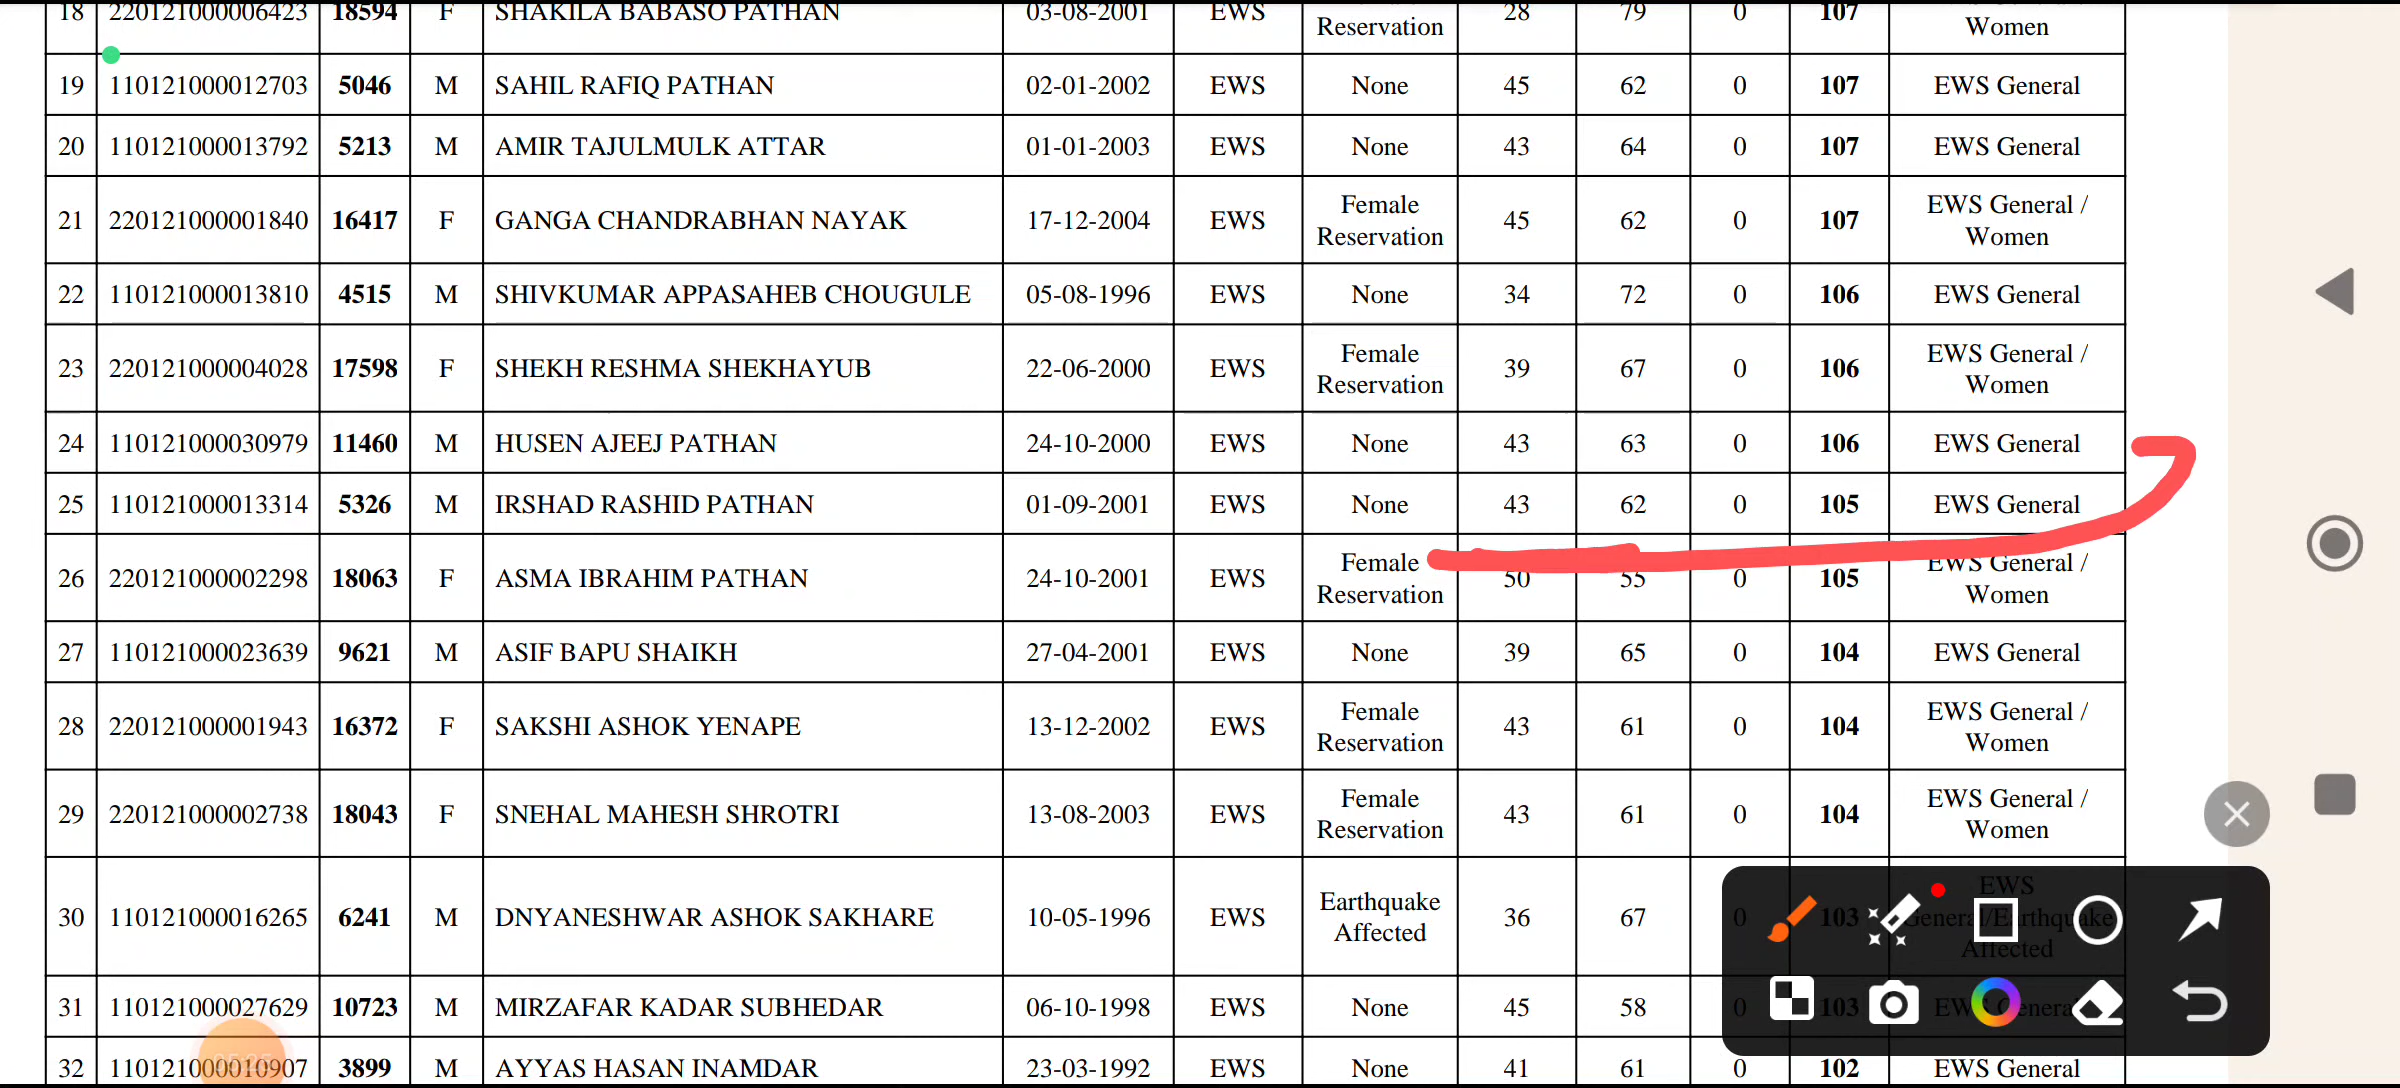 18 220121000006423 18594 F SHAKILA BABASO PATHAN 03-08-2001 EWS Reservation 28 79 0 107 Women
19 110121000012703 5046 M SAHIL RAFIQ PATHAN 02-01-2002 EWS None 45 62 0 107 EWS General
20 110121000013792 5213 M AMIR TAJULMULK ATTAR 01-01-2003 EWS None 43 64 0 107 EWS General
21 220121000001840 16417 F GANGA CHANDRABHAN NAYAK 17-12-2004 EWS Female Reservation 45 62 0 107 EWS General / Women
22 110121000013810 4515 M SHIVKUMAR APPASAHEB CHOUGULE 05-08-1996 EWS None 34 72 0 106 EWS General
23 220121000004028 17598 F SHEKH RESHMA SHEKHAYUB 22-06-2000 EWS Female Reservation 39 67 0 106 EWS General / Women
24 110121000030979 11460 M HUSEN AJEEJ PATHAN 24-10-2000 EWS None 43 63 0 106 EWS General
25 110121000013314 5326 M IRSHAD RASHID PATHAN 01-09-2001 EWS None 43 62 0 105 EWS General
26 220121000002298 18063 F ASMA IBRAHIM PATHAN 24-10-2001 EWS Female Reservation 50 55 0 105 EWS General / Women
27 110121000023639 9621 M ASIF BAPU SHAIKH 27-04-2001 EWS None 39 65 0 104 EWS General
28 220121000001943 16372 F SAKSHI ASHOK YENAPE 13-12-2002 EWS Female Reservation 43 61 0 104 EWS General / Women
29 220121000002738 18043 F SNEHAL MAHESH SHROTRI 13-08-2003 EWS Female Reservation 43 61 0 104 EWS General / Women
30 110121000016265 6241 M DNYANESHWAR ASHOK SAKHARE 10-05-1996 EWS Earthquake Affected 36 67 0 103 EWS General/Earthquake Affected
31 110121000027629 10723 M MIRZAFAR KADAR SUBHEDAR 06-10-1998 EWS None 45 58 0 103 EWS General
32 110121000010907 3899 M AYYAS HASAN INAMDAR 23-03-1992 EWS None 41 61 0 102 EWS General